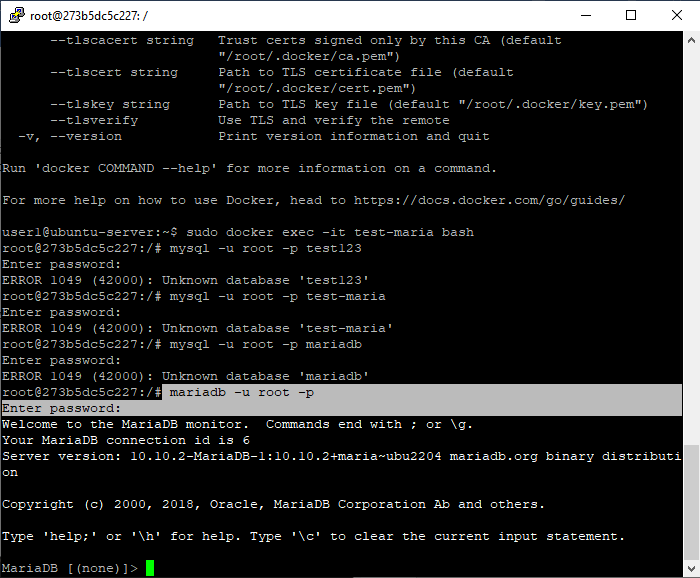 root@273b5dc5c227: /
--tlscacert string   Trust certs signed only by this CA (default
"/root/.docker/ca.pem")
--tlscert string     Path to TLS certificate file (default
"/root/.docker/cert.pem")
--tlskey string      Path to TLS key file (default "/root/.docker/key.pem")
--tlsverify          Use TLS and verify the remote
-v, --version            Print version information and quit
Run 'docker COMMAND --help' for more information on a command.
For more help on how to use Docker, head to https://docs.docker.com/go/guides/
user1@ubuntu-server:~$ sudo docker exec -it test-maria bash
root@273b5dc5c227:/# mysql -u root -p test123
Enter password:
ERROR 1049 (42000): Unknown database 'test123'
root@273b5dc5c227:/# mysql -u root -p test-maria
Enter password:
ERROR 1049 (42000): Unknown database 'test-maria'
root@273b5dc5c227:/# mysql -u root -p mariadb
Enter password:
ERROR 1049 (42000): Unknown database 'mariadb'
root@273b5dc5c227:/# mariadb -u root -p
Enter password:
Welcome to the MariaDB monitor.  Commands end with ; or \g.
Your MariaDB connection id is 6
Server version: 10.10.2-MariaDB-1:10.10.2+maria~ubu2204 mariadb.org binary distributi
on
Copyright (c) 2000, 2018, Oracle, MariaDB Corporation Ab and others.
Type 'help;' or '\h' for help. Type '\c' to clear the current input statement.
MariaDB [(none)]>